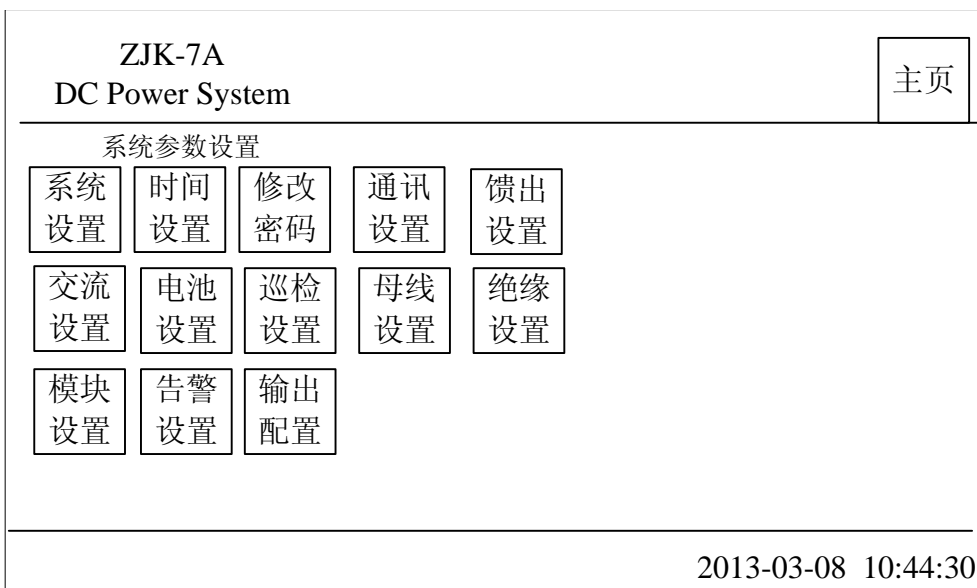 ZJK-7A
DC Power System
主页
系统参数设置
系统
设置
时间
设置
修改
密码
通讯
设置
馈出
设置
交流
设置
电池
设置
巡检
设置
母线
设置
绝缘
设置
模块
设置
告警
设置
输出
配置
2013-03-08 10:44:30